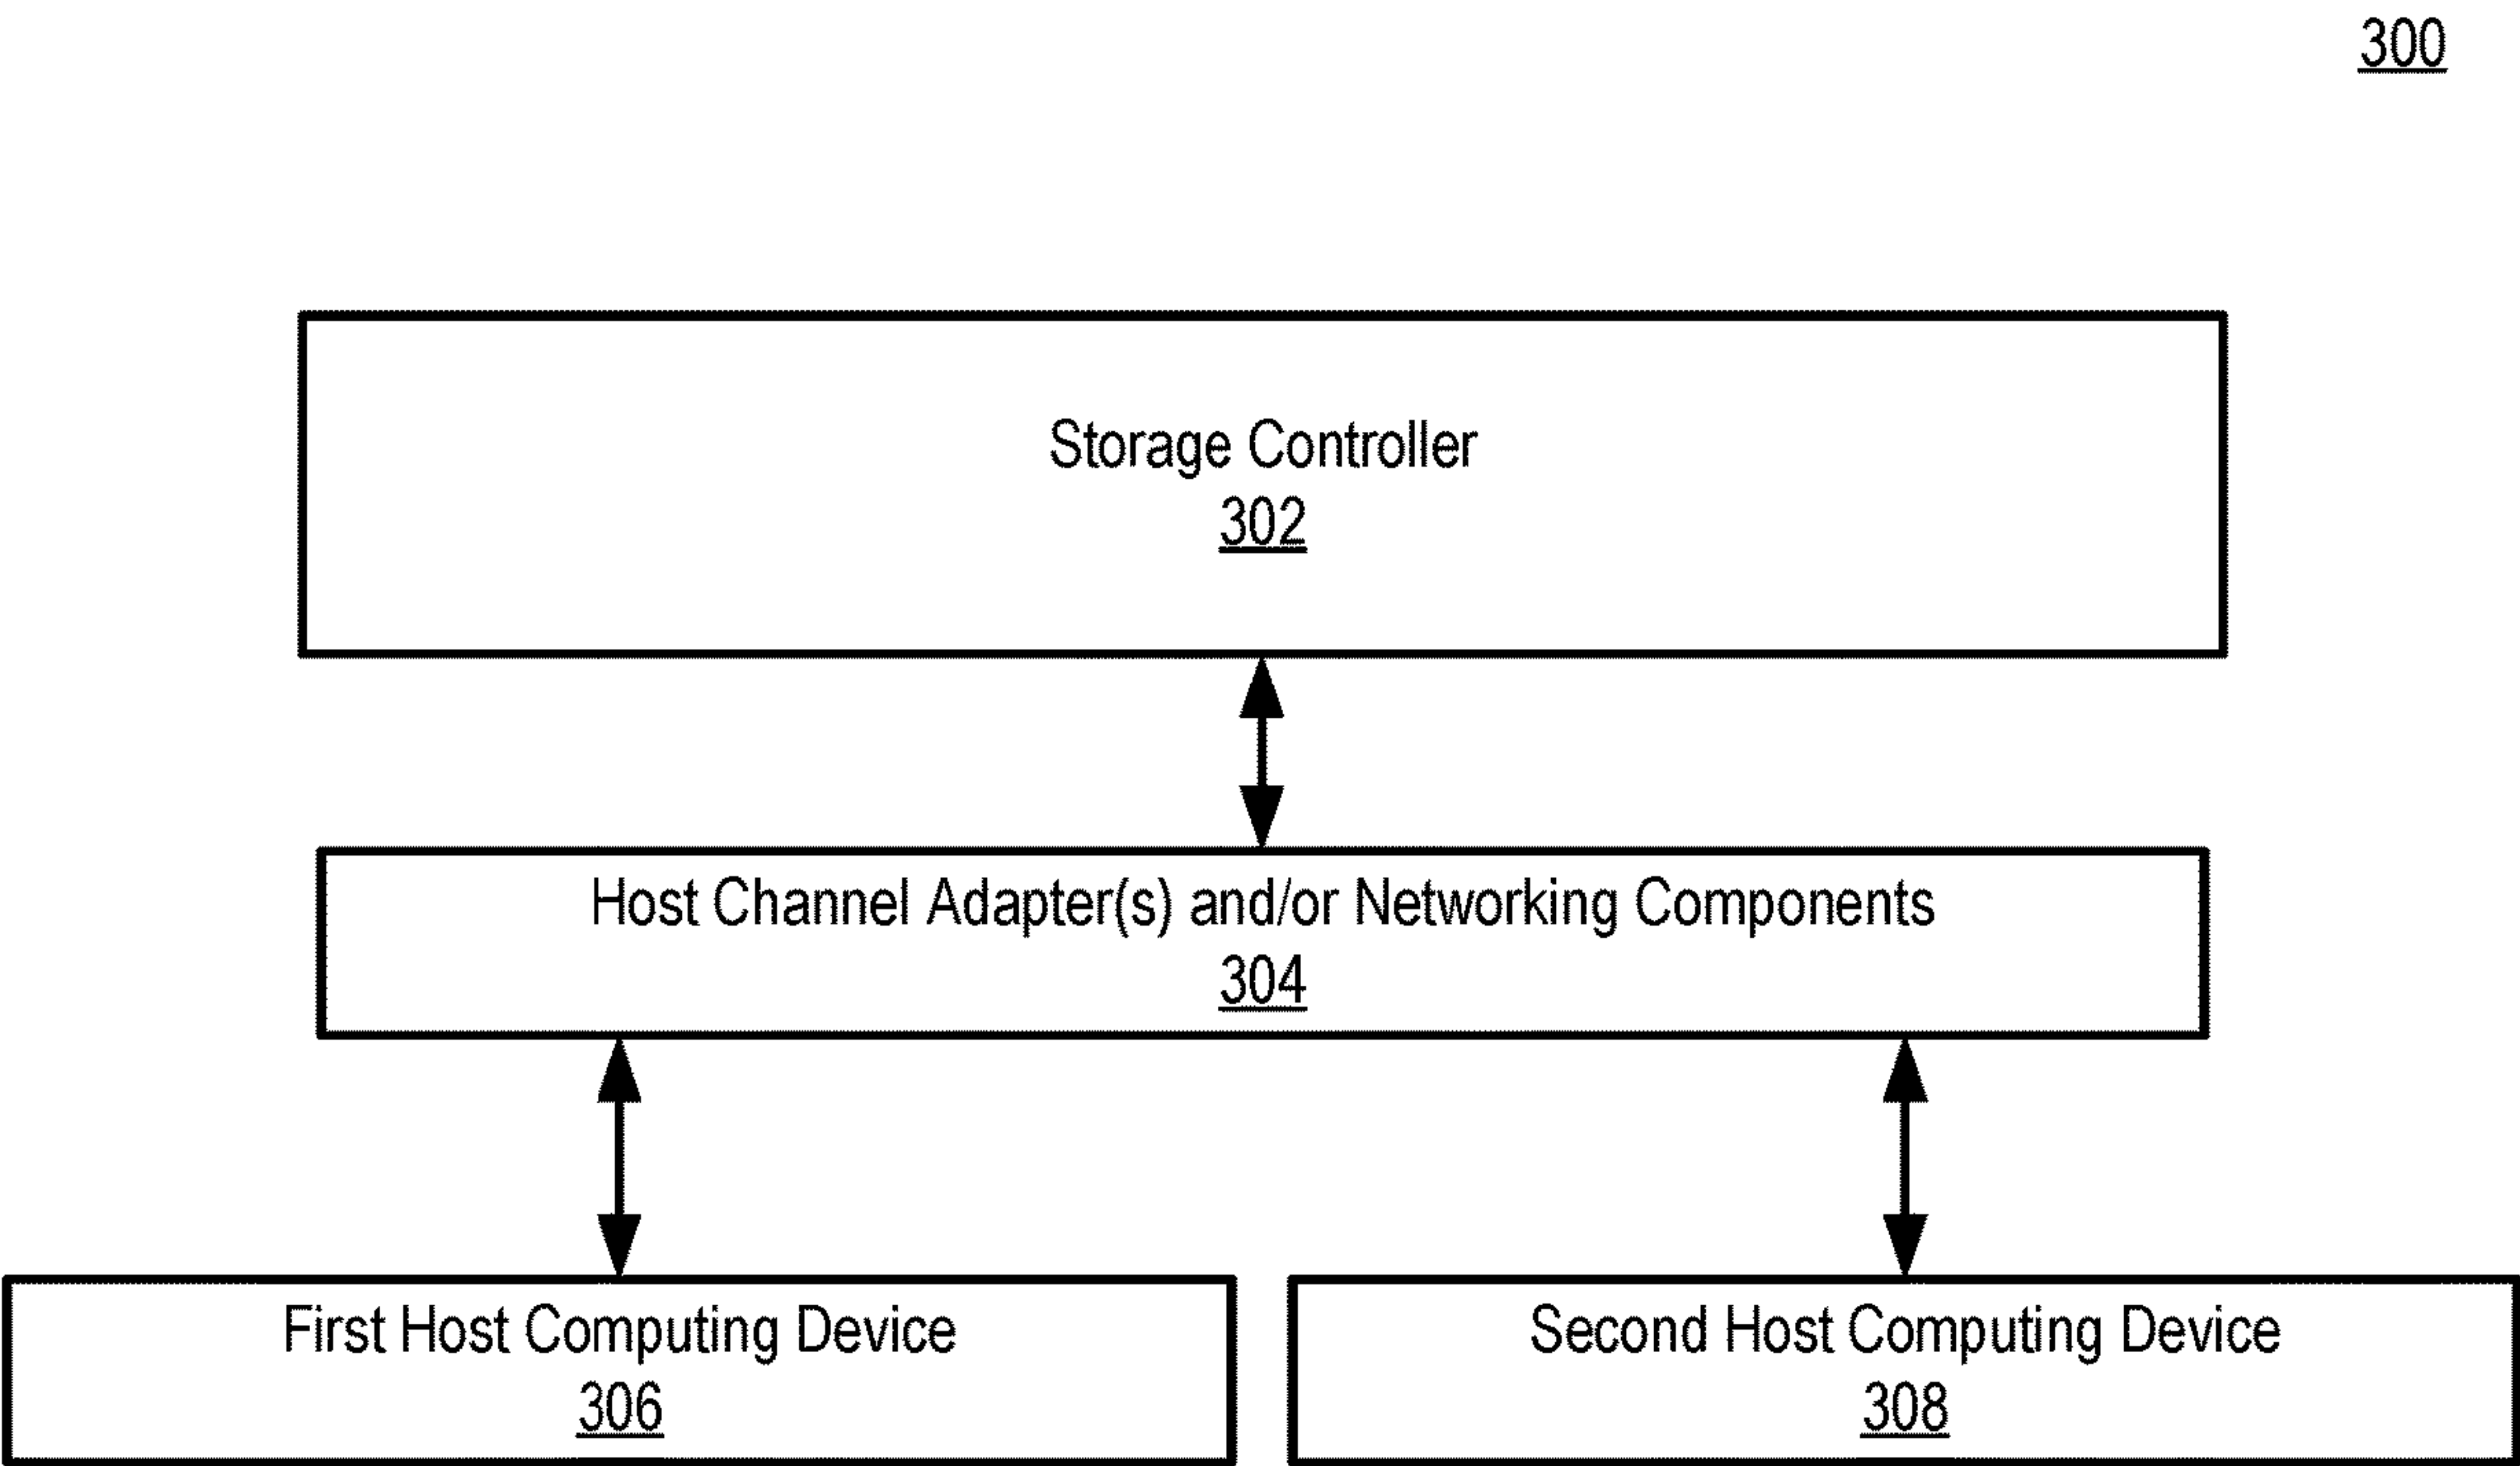 300
Storage Controller
302
Host Channel Adapter(s) and/or Networking Components
304
First Host Computing Device
306
Second Host Computing Device
308